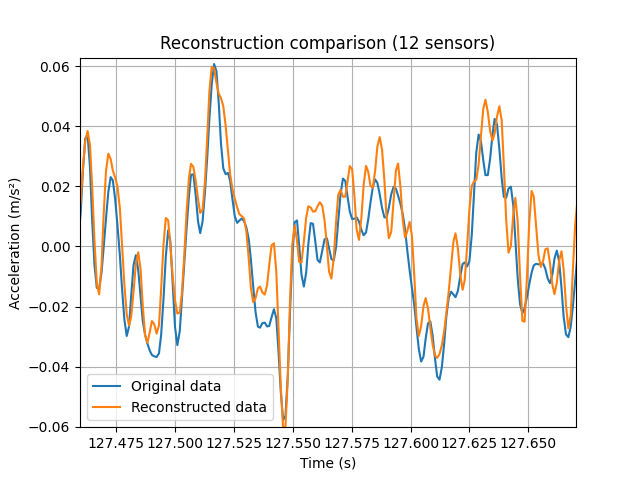 Reconstruction comparison (12 sensors)
0.06
0.04
0.02
0.00
−0.02
−0.04
−0.06
Acceleration (m/s²)
Original data
Reconstructed data
127.475 127.500 127.525 127.550 127.575 127.600 127.625 127.650
Time (s)